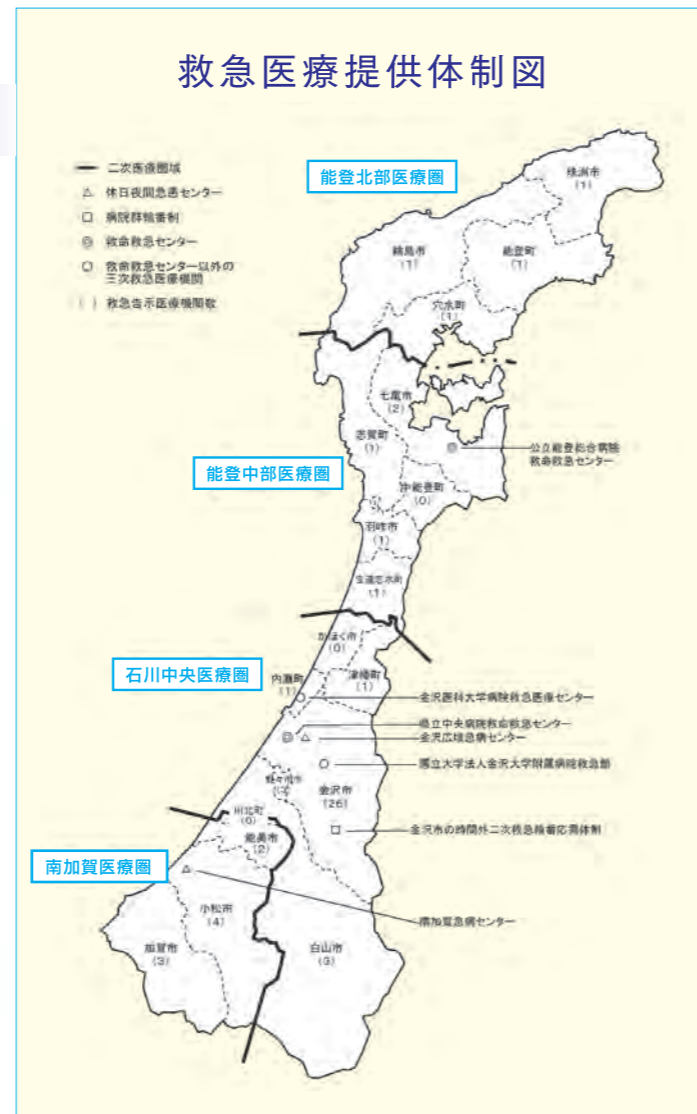 救急医療提供体制図
二次医療圏域
休日夜間急患センター
病院群輪番制
救命救急センター
救命救急センター以外の
三次救急医療機関
( ) 救急告示医療機関数
能登北部医療圏
珠洲市
(1)
輪島市
(1)
能登町
(1)
穴水町
(1)
七尾市
(2)
志賀町
(1)
公立能登総合病院
救命救急センター
能登中部医療圏
中能登町
(0)
羽咋市
(1)
宝達志水町
(1)
かほく市
(0)
石川中央医療圏
津幡町
(1)
内灘町
(1)
金沢医科大学病院救急医療センター
県立中央病院救命救急センター
金沢広域急病センター
国立大学法人金沢大学附属病院救急部
野々市市
金沢市
(26)
金沢市の時間外二次救急輪番応需体制
川北町
(0)
能美市
(2)
南加賀医療圏
南加賀急病センター
小松市
(4)
加賀市
(3)
白山市
(3)